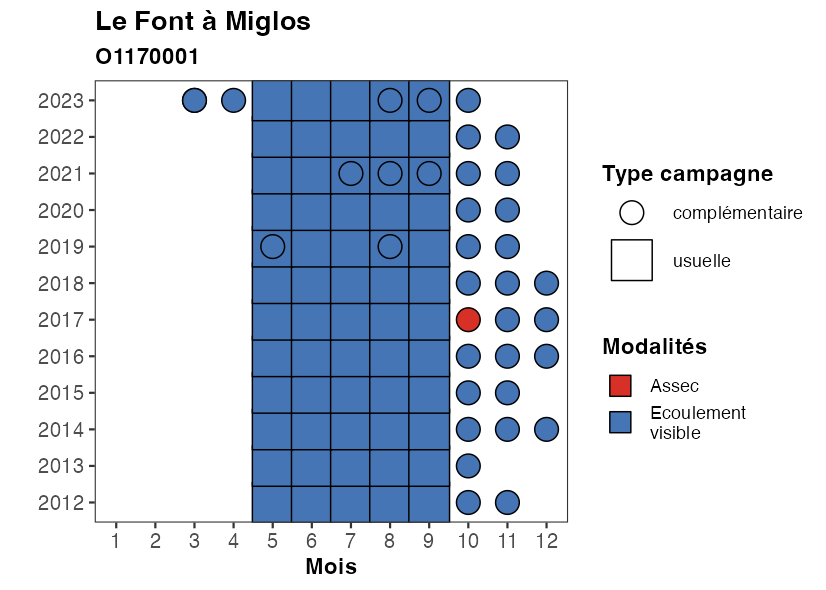 Le Font à Miglos
O1170001
2023
2022
2021
2020
2019
2018
2017
2016
2015
2014
2013
2012
1 2 3 4 5 6 7 8 9 10 11 12
Mois
Type campagne
complémentaire
usuelle
Modalités
Assec
Ecoulement
visible